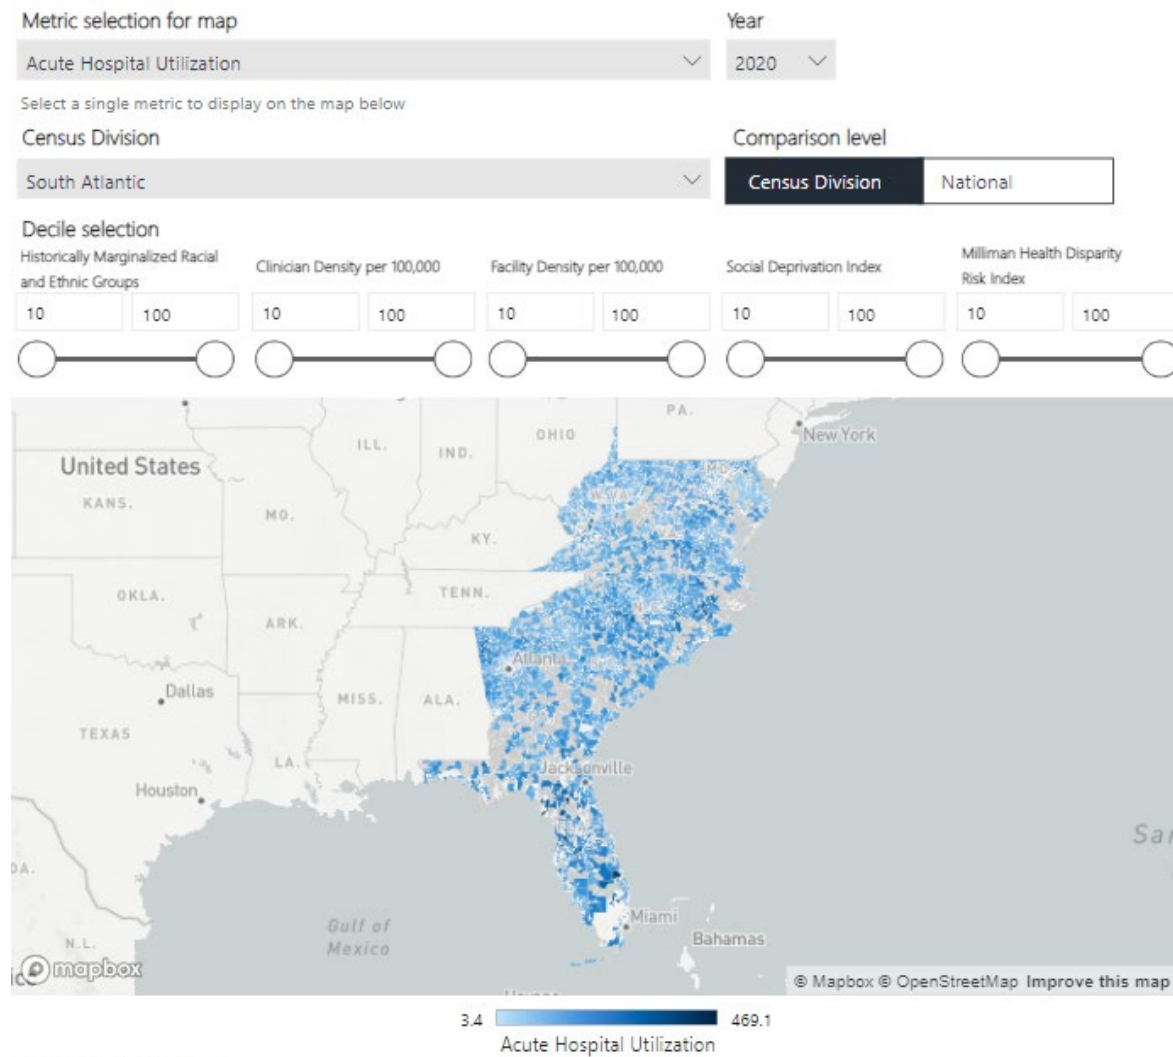 Metric selection for map
Year
Acute Hospital Utilization
2020
Select a single metric to display on the map below
Census Division
Comparison level
South Atlantic
Census Division
National
Decile selection
Historically Marginalized Racial
and Ethnic Groups
Clinician Density per 100,000
Facility Density per 100,000
Social Deprivation Index
Milliman Health Disparity
Risk Index
10
100
10
100
10
100
10
100
10
100
PA.
OHIO
New York
ILL.
IND.
United States
MD.
KANS.
W.VA.
MO.
VA.
KY.
OKLA.
TENN.
N.C.
ARK.
Atlanta
Dallas
MISS.
ALA.
TEXAS
LA.
Jacksonville
Houston
Gulf of
Mexico
Miami
Bahamas
N.L.
mapbox
© Mapbox © OpenStreetMap Improve this map
3.4
469.1
Acute Hospital Utilization